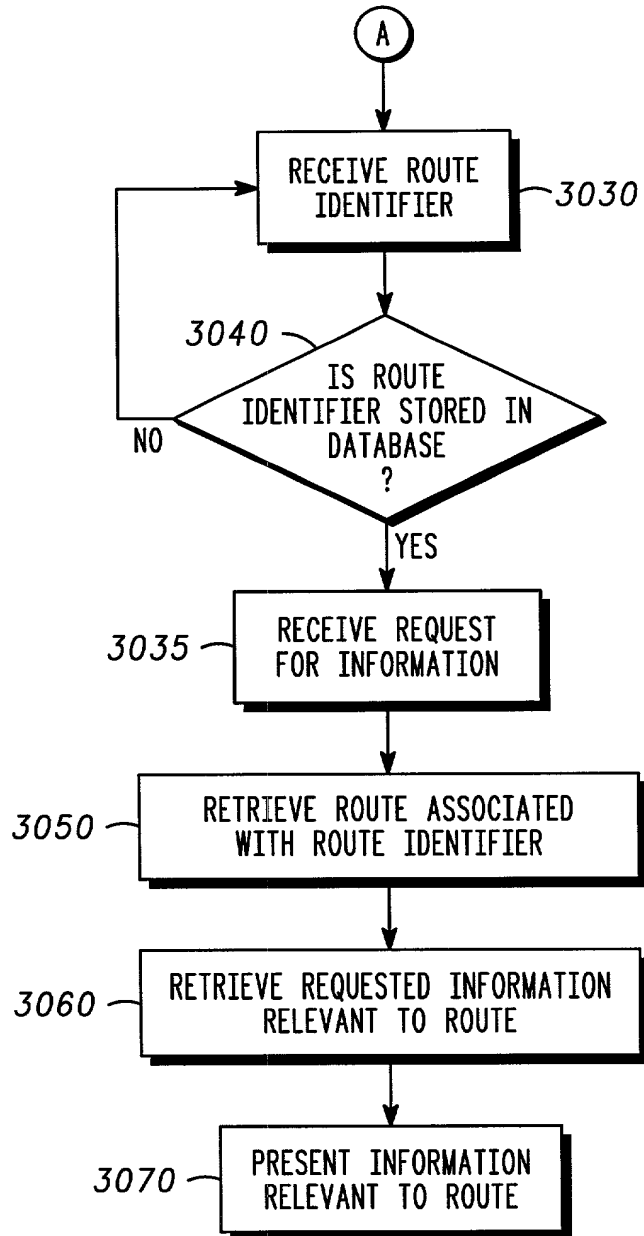 A
RECEIVE ROUTE
IDENTIFIER
3030
3040
IS ROUTE
IDENTIFIER STORED IN
DATABASE
?
NO
YES
3035
RECEIVE REQUEST
FOR INFORMATION
3050
RETRIEVE ROUTE ASSOCIATED
WITH ROUTE IDENTIFIER
3060
RETRIEVE REQUESTED INFORMATION
RELEVANT TO ROUTE
3070
PRESENT INFORMATION
RELEVANT TO ROUTE